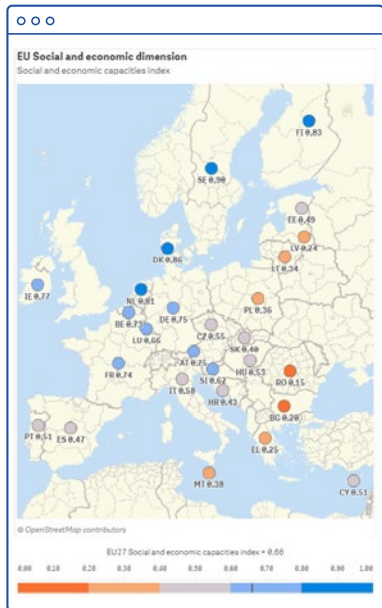 EU Social and economic dimension
Social and economic capacities index
FI 0,83
SE 0,90
EE 0,49
LV 0,24
LT 0,34
DK 0,86
IE 0,77
NL 0,81
PL 0,36
BE 0,73
DE 0,75
LU 0,66
CZ 0,55
SK 0,40
FR 0,74
AT 0,75
HU 0,53
SI 0,67
IT 0,58
HR 0,43
RO 0,15
BG 0,20
PT 0,51
ES 0,47
EL 0,25
MT 0,38
CY 0,51
© OpenStreetMap contributors
EU27 Social and economic capacities index = 0,66
0,00 0,20 0,30 0,40 0,50 0,60 0,70 0,80 1,00